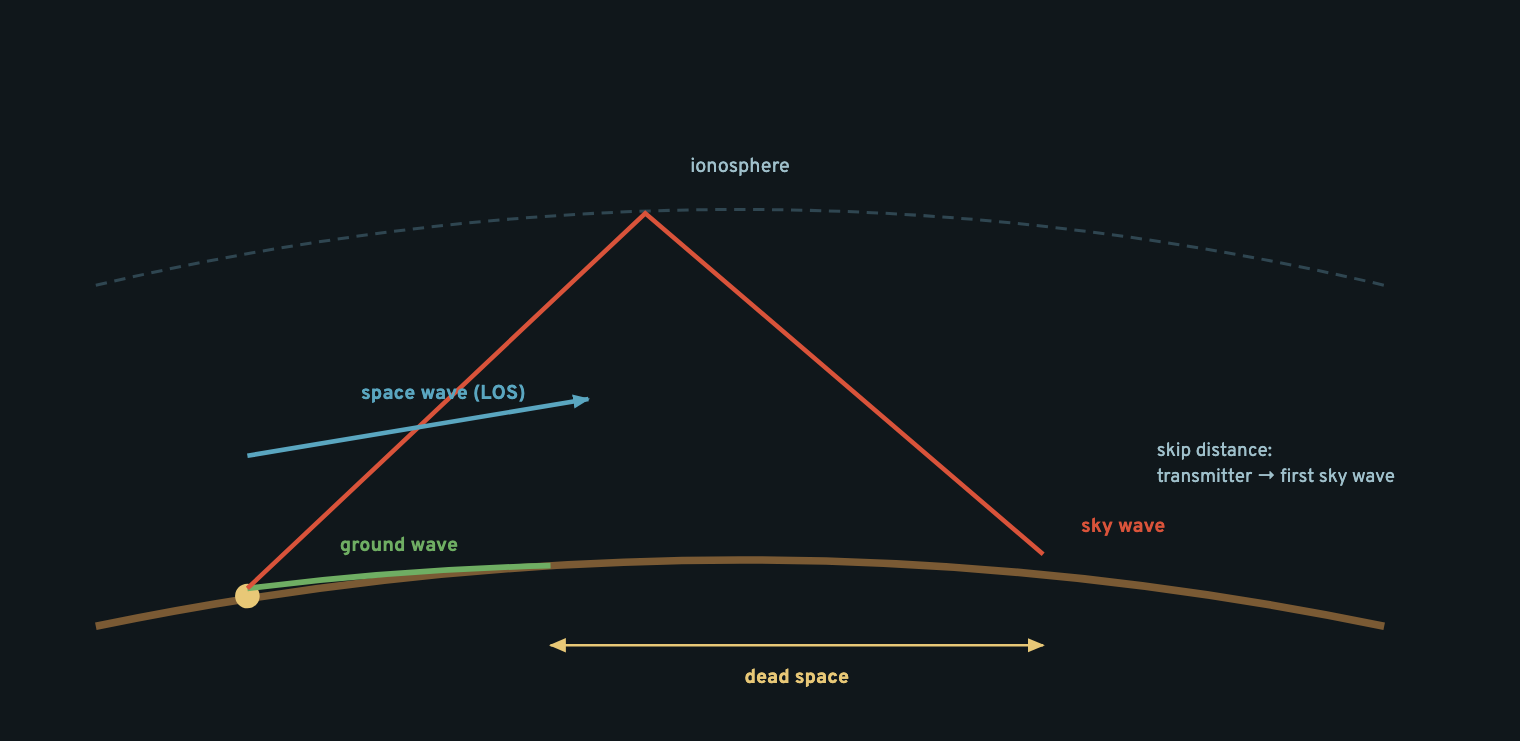 ionosphere
space wave (LOS)
skip distance:
transmitter → first sky wave
sky wave
ground wave
dead space